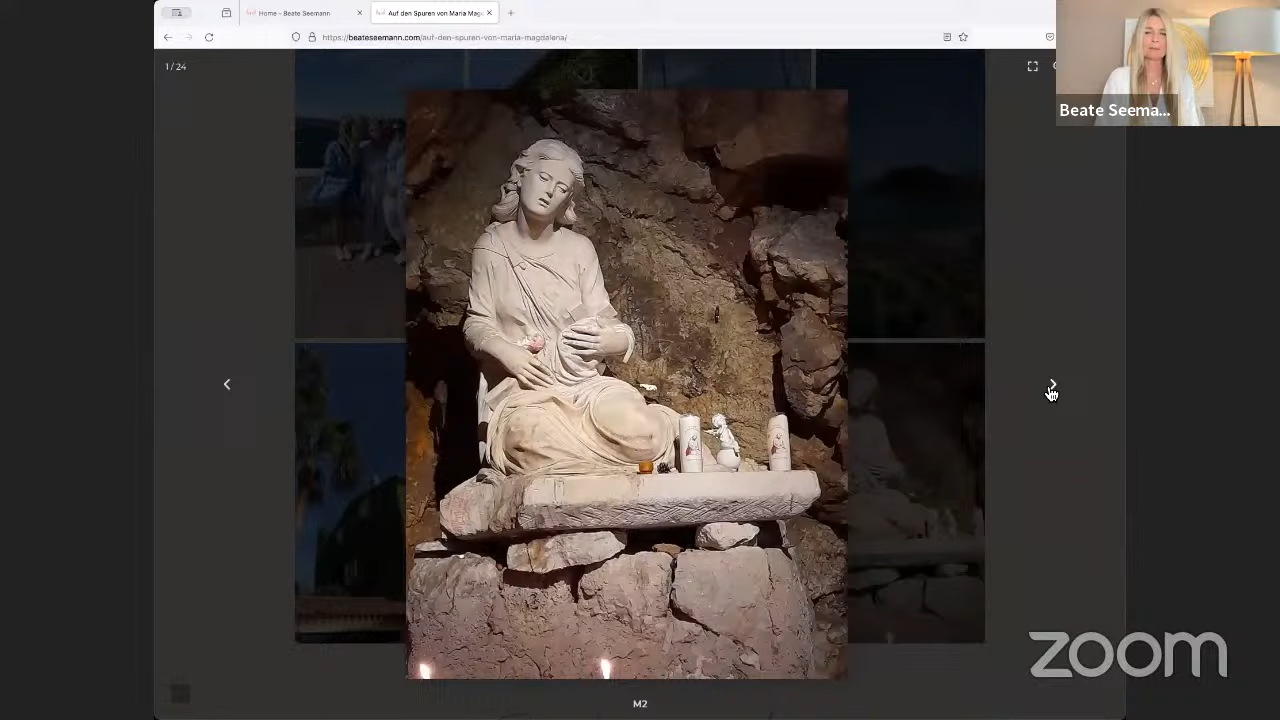 Home – Beate Seemann
Auf den Spuren von Maria Mag
https://beateseemann.com/auf-den-spuren-von-maria-magdalena/
1 / 24
Beate Seema...
M2
zoom